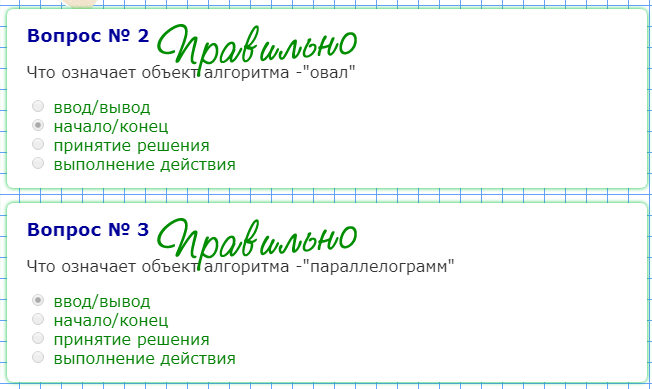 Вопрос № 2 Правильно
Что означает объект алгоритма -"овал"
ввод/вывод
начало/конец
принятие решения
выполнение действия
Вопрос № 3 Правильно
Что означает объект алгоритма -"параллелограмм"
ввод/вывод
начало/конец
принятие решения
выполнение действия